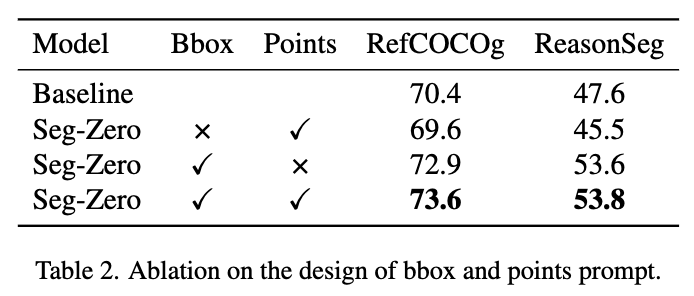 Model Bbox Points RefCOCOg ReasonSeg
Baseline 70.4 47.6
Seg-Zero × ✓ 69.6 45.5
Seg-Zero ✓ × 72.9 53.6
Seg-Zero ✓ ✓ 73.6 53.8
Table 2. Ablation on the design of bbox and points prompt.